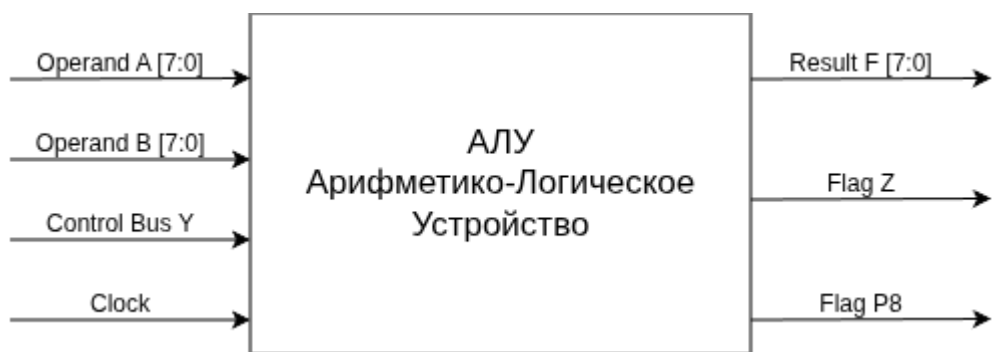 Operand A [7:0]
Operand B [7:0]
Control Bus Y
Clock
АЛУ
Арифметико-Логическое
Устройство
Result F [7:0]
Flag Z
Flag P8